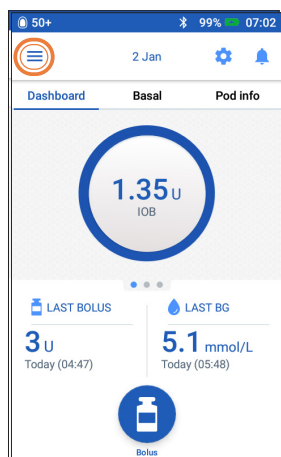 50+ 99% 07:02
2 Jan
Dashboard Basal Pod info
1.35 U
IOB
LAST BOLUS LAST BG
3 U 5.1 mmol/L
Today (04:47) Today (05:48)
Bolus